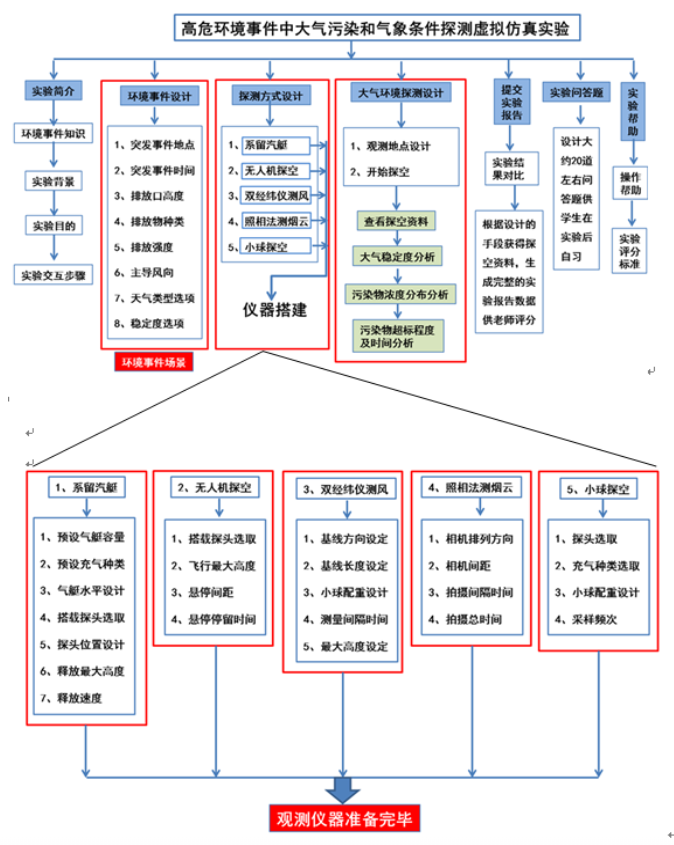 高危环境事件中大气污染和气象条件探测虚拟仿真实验
实验简介
环境事件知识
实验背景
实验目的
实验交互步骤
环境事件设计
1、突发事件地点
2、突发事件时间
3、排放口高度
4、排放物种类
5、排放强度
6、主导风向
7、天气类型选项
8、稳定度选项
环境事件场景
探测方式设计
1、系留汽艇
2、无人机探空
3、双经纬仪测风
4、照相法测烟云
5、小球探空
仪器搭建
大气环境探测设计
1、观测地点设计
2、开始探空
查看探空资料
大气稳定度分析
污染物浓度分布分析
污染物超标程度
及时间分析
提交
实验
报告
实验结
果对比
根据设计的
手段获得探
空资料，生
成完整的实
验报告数据
供老师评分
实验问答题
设计大
约20道
左右问
答题供
学生在
实验后
自习
实
验
帮
助
操作
帮助
实验
评分
标准
1、系留汽艇
1、预设气艇容量
2、预设充气种类
3、气艇水平设计
4、搭载探头选取
5、探头位置设计
6、释放最大高度
7、释放速度
2、无人机探空
1、搭载探头选取
2、飞行最大高度
3、悬停间距
4、悬停停留时间
3、双经纬仪测风
1、基线方向设定
2、基线长度设定
3、小球配重设计
4、测量间隔时间
5、最大高度设定
4、照相法测烟云
1、相机排列方向
2、相机间距
3、拍摄间隔时间
4、拍摄总时间
5、小球探空
1、探头选取
2、充气种类选取
3、小球配重设计
4、采样频次
观测仪器准备完毕